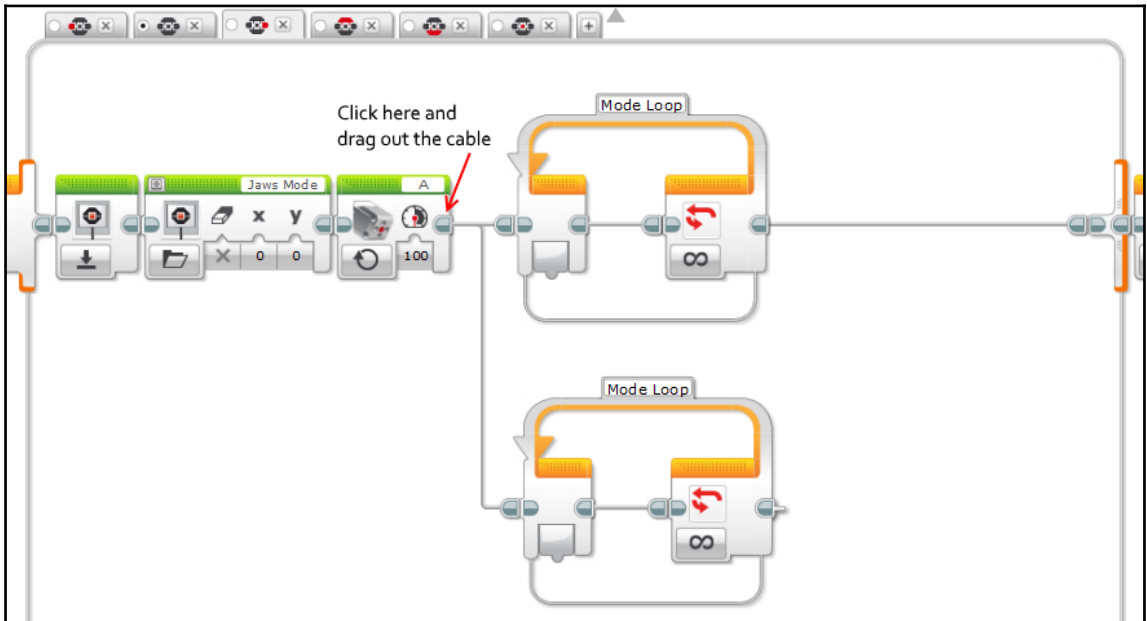 Click here and
drag out the cable
Mode Loop
Jaws Mode
A
x y
0 0
100
∞
Mode Loop
∞